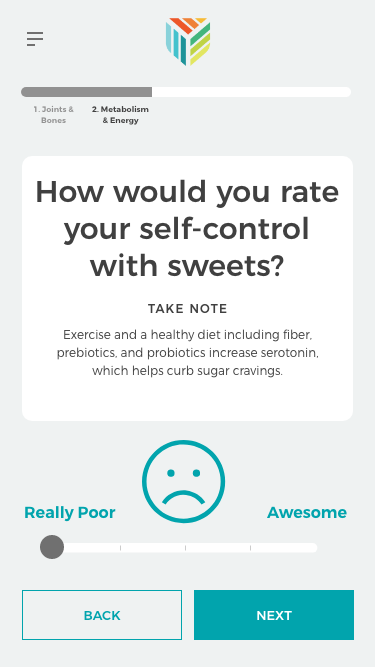 1. Joints &
Bones
2. Metabolism
& Energy
How would you rate
your self-control
with sweets?
TAKE NOTE
Exercise and a healthy diet including fiber,
prebiotics, and probiotics increase serotonin,
which helps curb sugar cravings.
Really Poor
Awesome
BACK
NEXT